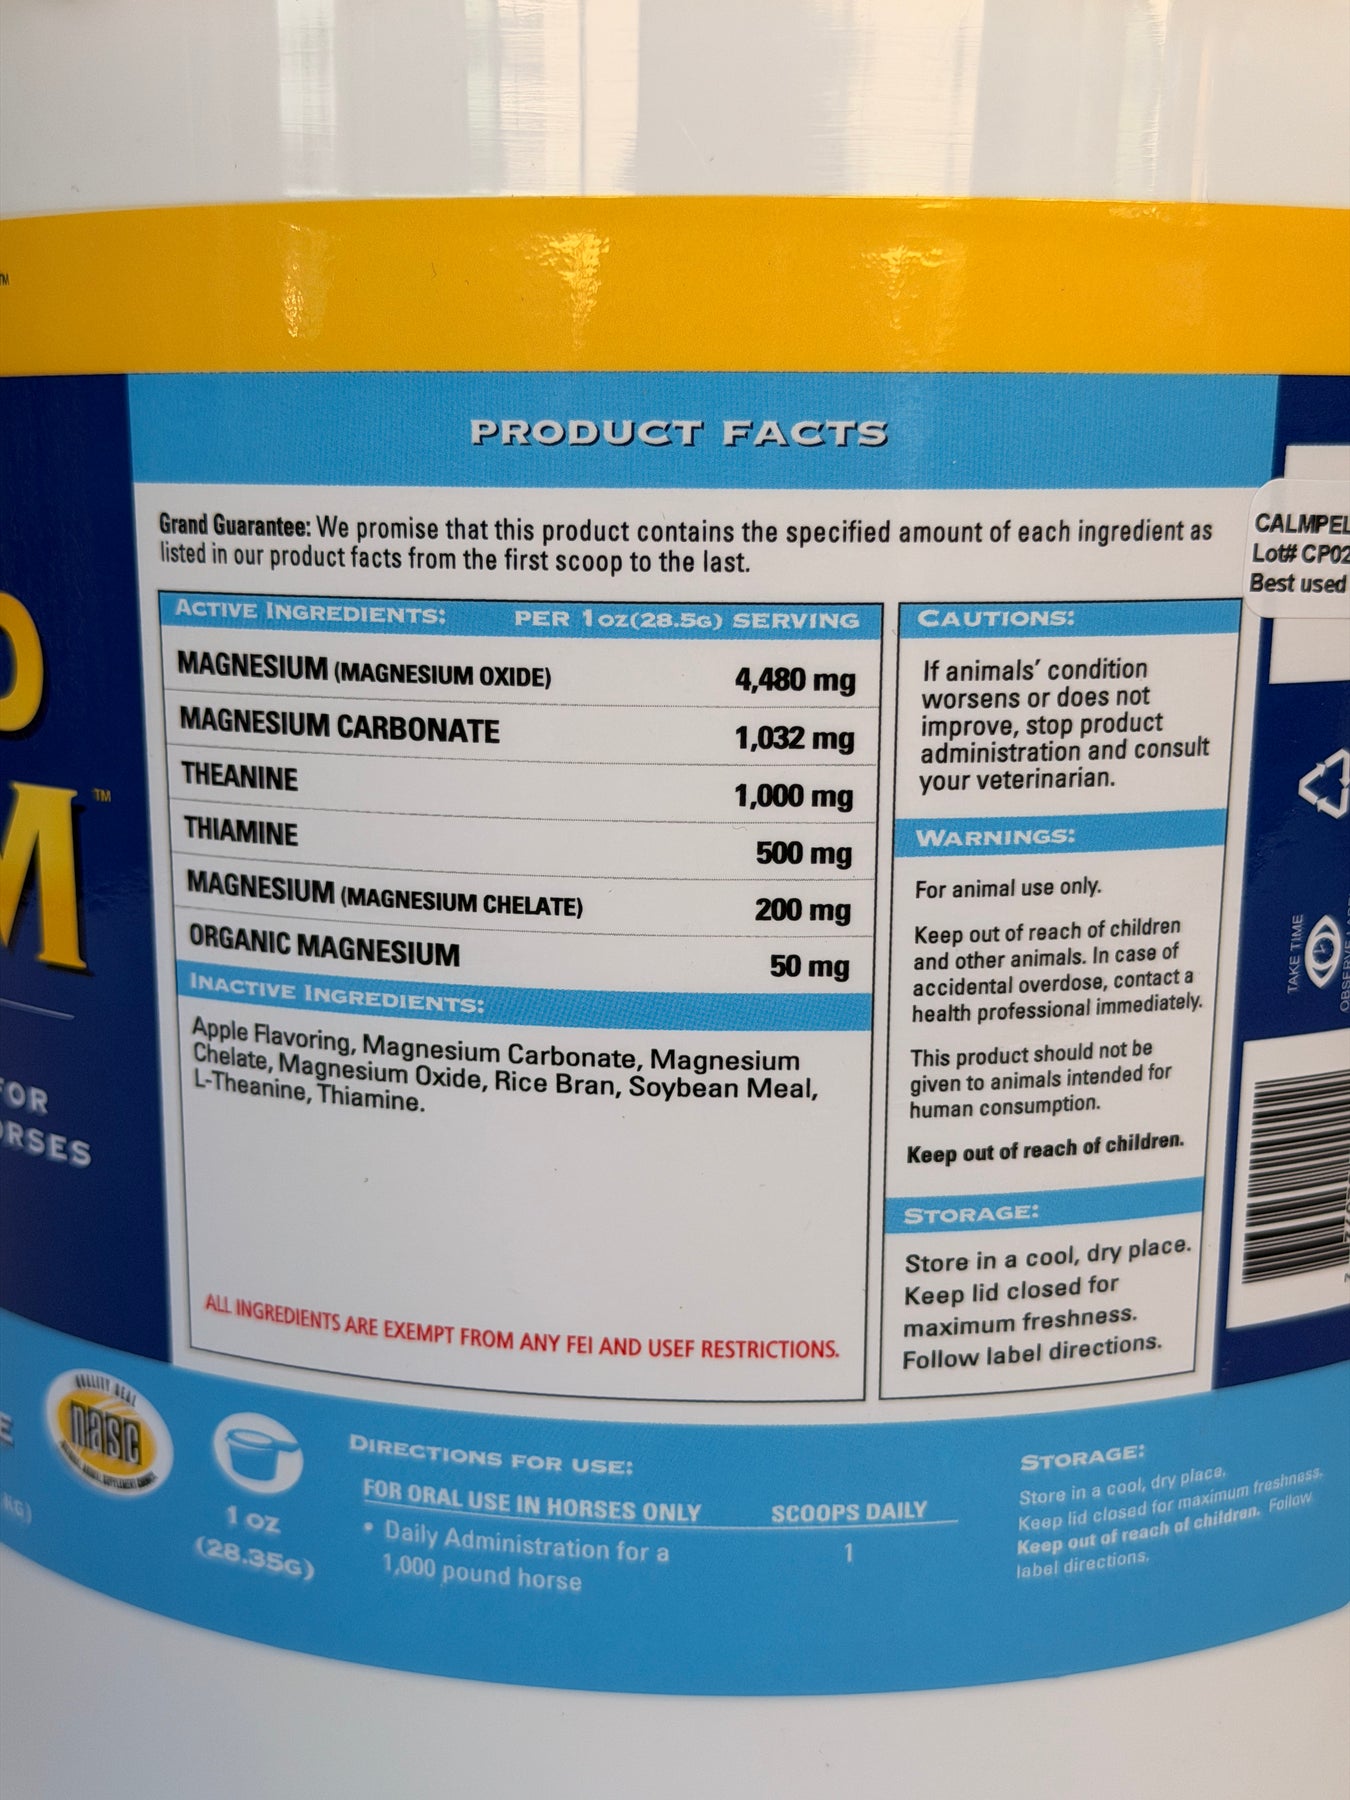 TM
PRODUCT FACTS
Grand Guarantee: We promise that this product contains the specified amount of each ingredient as
listed in our product facts from the first scoop to the last.
ACTIVE INGREDIENTS: PER 1OZ(28.5G) SERVING
MAGNESIUM (MAGNESIUM OXIDE) 4,480 mg
MAGNESIUM CARBONATE 1,032 mg
THEANINE 1,000 mg
THIAMINE 500 mg
MAGNESIUM (MAGNESIUM CHELATE) 200 mg
ORGANIC MAGNESIUM 50 mg
INACTIVE INGREDIENTS:
Apple Flavoring, Magnesium Carbonate, Magnesium
Chelate, Magnesium Oxide, Rice Bran, Soybean Meal,
L-Theanine, Thiamine.
ALL INGREDIENTS ARE EXEMPT FROM ANY FEI AND USEF RESTRICTIONS.
CAUTIONS:
If animals’ condition
worsens or does not
improve, stop product
administration and consult
your veterinarian.
WARNINGS:
For animal use only.
Keep out of reach of children
and other animals. In case of
accidental overdose, contact a
health professional immediately.
This product should not be
given to animals intended for
human consumption.
Keep out of reach of children.
STORAGE:
Store in a cool, dry place.
Keep lid closed for
maximum freshness.
Follow label directions.
CALMPEL
Lot# CP02
Best used
TAKE TIME
M TM
FOR
ORSES
QUALITY SEAL
nasc
1 OZ
(28.35G)
DIRECTIONS FOR USE:
FOR ORAL USE IN HORSES ONLY SCOOPS DAILY
• Daily Administration for a 1
1,000 pound horse
STORAGE:
Store in a cool, dry place.
Keep lid closed for maximum freshness.
Keep out of reach of children. Follow
label directions.